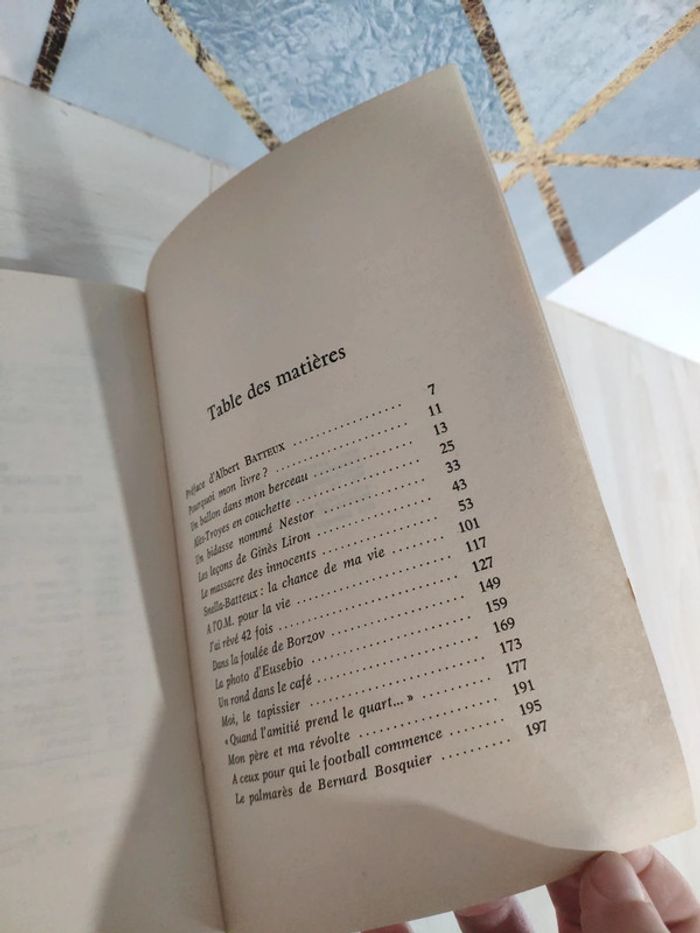 Table des matières
Préface d'Albert BATTEUX .................. 7
Pourquoi mon livre ? .................. 11
Un ballon dans mon berceau .................. 13
Alès-Troyes en couchette .................. 25
Un bidasse nommé Nestor .................. 33
Les leçons de Ginès Liron .................. 43
Le massacre des innocents .................. 53
Snella-Batteux : la chance de ma vie ........ 101
A l'O.M. pour la vie .................. 117
J'ai rêvé 42 fois .................. 127
Dans la foulée de Borzov .................. 149
La photo d'Eusebio .................. 159
Un rond dans le café .................. 169
Moi, le tapissier .................. 173
« Quand l'amitié prend le quart... » .......... 177
Mon père et ma révolte .................. 191
A ceux pour qui le football commence ........ 195
Le palmarès de Bernard Bosquier .......... 197